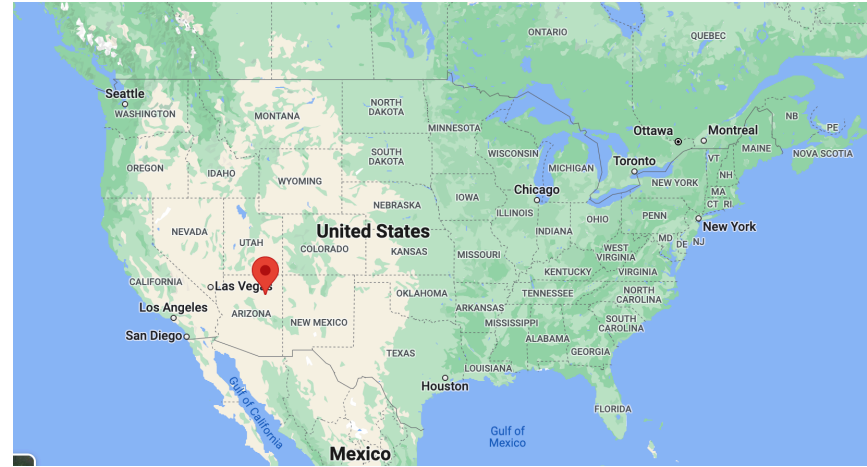 ONTARIO
QUEBEC
Seattle
WASHINGTON
MONTANA
NORTH
DAKOTA
MINNESOTA
Ottawa
Montreal
NB
PE
MAINE
NOVA SCOTIA
OREGON
IDAHO
SOUTH
DAKOTA
WISCONSIN
MICHIGAN
Toronto
VT
NH
WYOMING
NEW YORK
MA
CT RI
Chicago
IOWA
NEBRASKA
ILLINOIS
OHIO
PENN
New York
NEVADA
UTAH
United States
COLORADO
KANSAS
MISSOURI
INDIANA
WEST
VIRGINIA
MD
DE
NJ
KENTUCKY
VIRGINIA
CALIFORNIA
Las Vegas
OKLAHOMA
TENNESSEE
NORTH
CAROLINA
Los Angeles
ARIZONA
NEW MEXICO
ARKANSAS
MISSISSIPPI
SOUTH
CAROLINA
San Diego
ALABAMA
GEORGIA
TEXAS
LOUISIANA
Houston
Gulf of California
FLORIDA
Gulf of
Mexico
Mexico